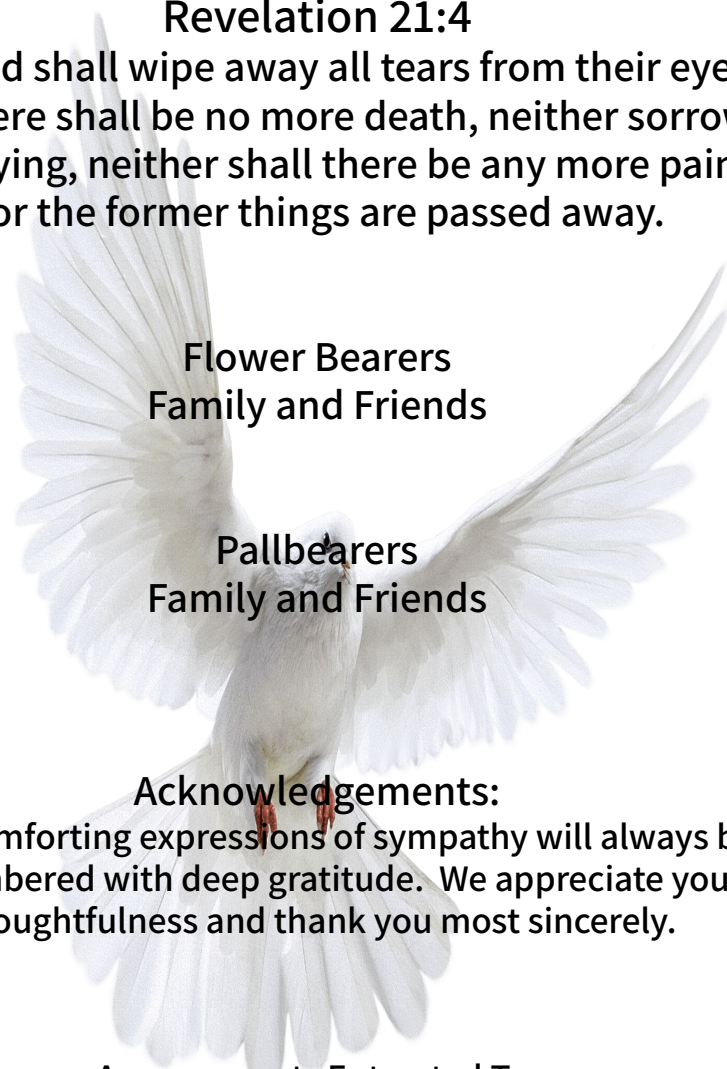 Revelation 21:4
d shall wipe away all tears from their eye
ere shall be no more death, neither sorrow
ying, neither shall there be any more pain
or the former things are passed away.
Flower Bearers
Family and Friends
Pallbearers
Family and Friends
Acknowledgements:
mforting expressions of sympathy will always b
bered with deep gratitude. We appreciate you
oughtfulness and thank you most sincerely.